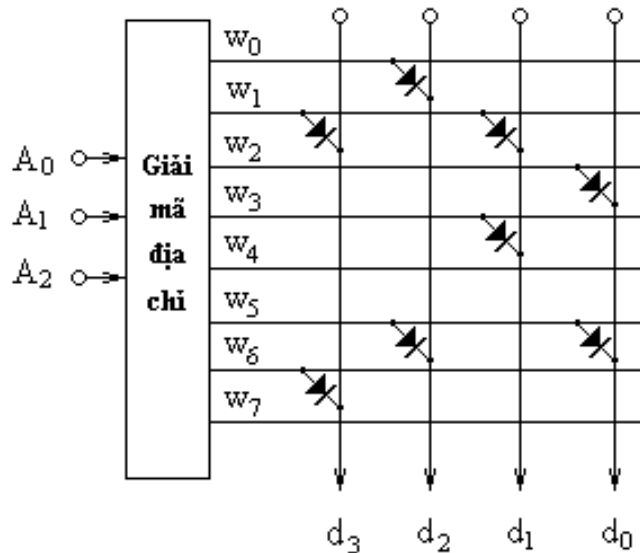 w0
w1
w2
w3
w4
w5
w6
w7
A0
A1
A2
Giải
mã
địa
chỉ
d3 d2 d1 d0